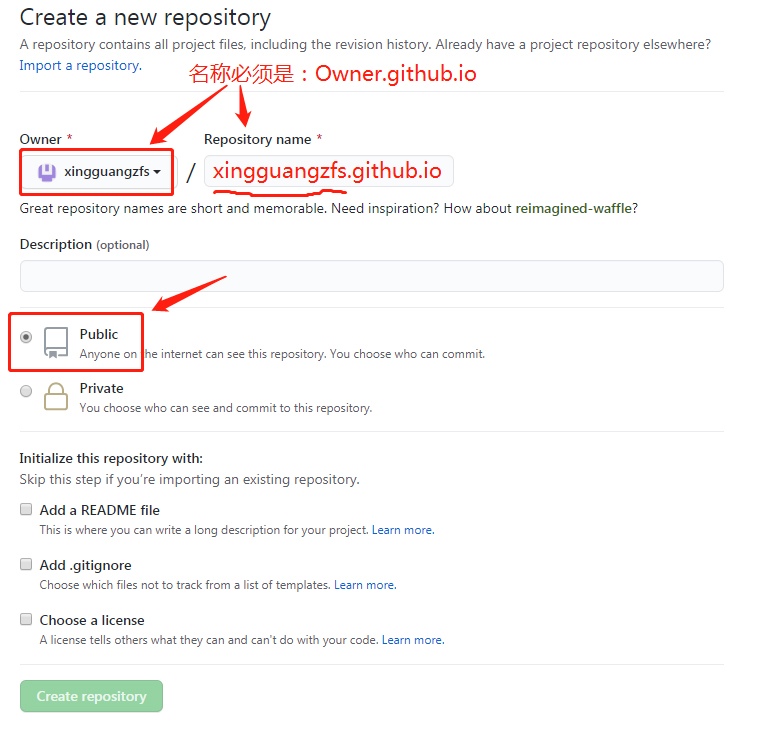 Create a new repository
A repository contains all project files, including the revision history. Already have a project repository elsewhere?
Import a repository.
名称必须是：Owner.github.io
Owner * Repository name *
xingguangzfs / xingguangzfs.github.io
Great repository names are short and memorable. Need inspiration? How about reimagined-waffle?
Description (optional)
Public
Anyone on the internet can see this repository. You choose who can commit.
Private
You choose who can see and commit to this repository.
Initialize this repository with:
Skip this step if you're importing an existing repository.
Add a README file
This is where you can write a long description for your project. Learn more.
Add .gitignore
Choose which files not to track from a list of templates. Learn more.
Choose a license
A license tells others what they can and can't do with your code. Learn more.
Create repository